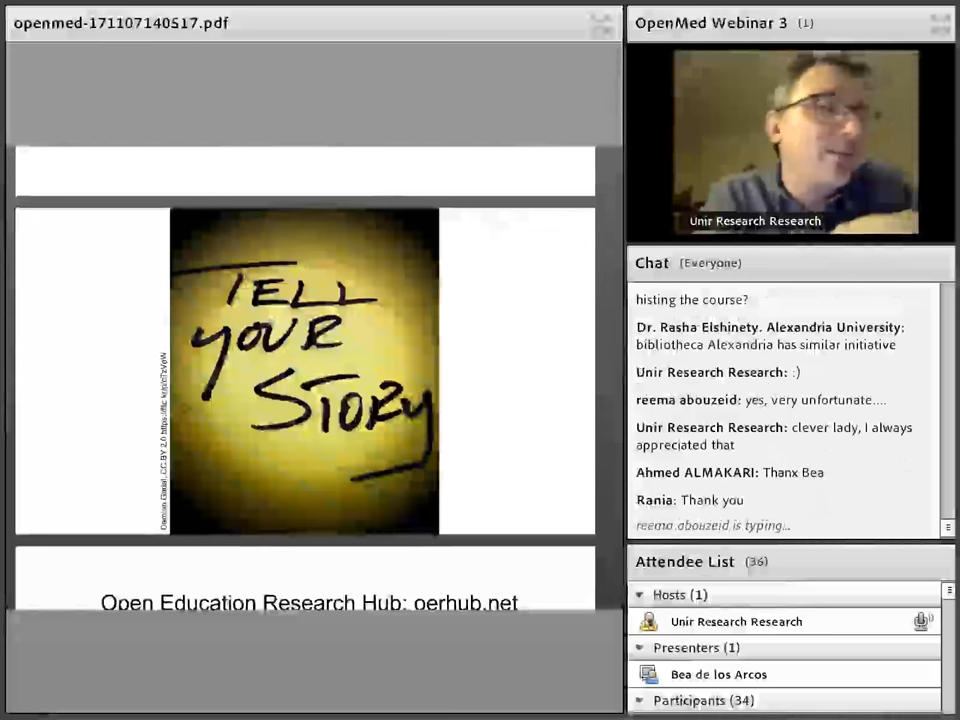 openmed-171107140517.pdf
TELL
YOUR
STORY
Open Education Research Hub: oerhub.net
OpenMed Webinar 3 (1)
Unir Research Research
Chat (Everyone)
histing the course?
Dr. Rasha Elshinety. Alexandria University:
bibliotheca Alexandria has similar initiative
Unir Research Research: :)
reema abouzeid: yes, very unfortunate....
Unir Research Research: clever lady, I always
appreciated that
Ahmed ALMAKARI: Thanx Bea
Rania: Thank you
reema abouzeid is typing...
Attendee List (36)
Hosts (1)
Unir Research Research
Presenters (1)
Bea de los Arcos
Participants (34)